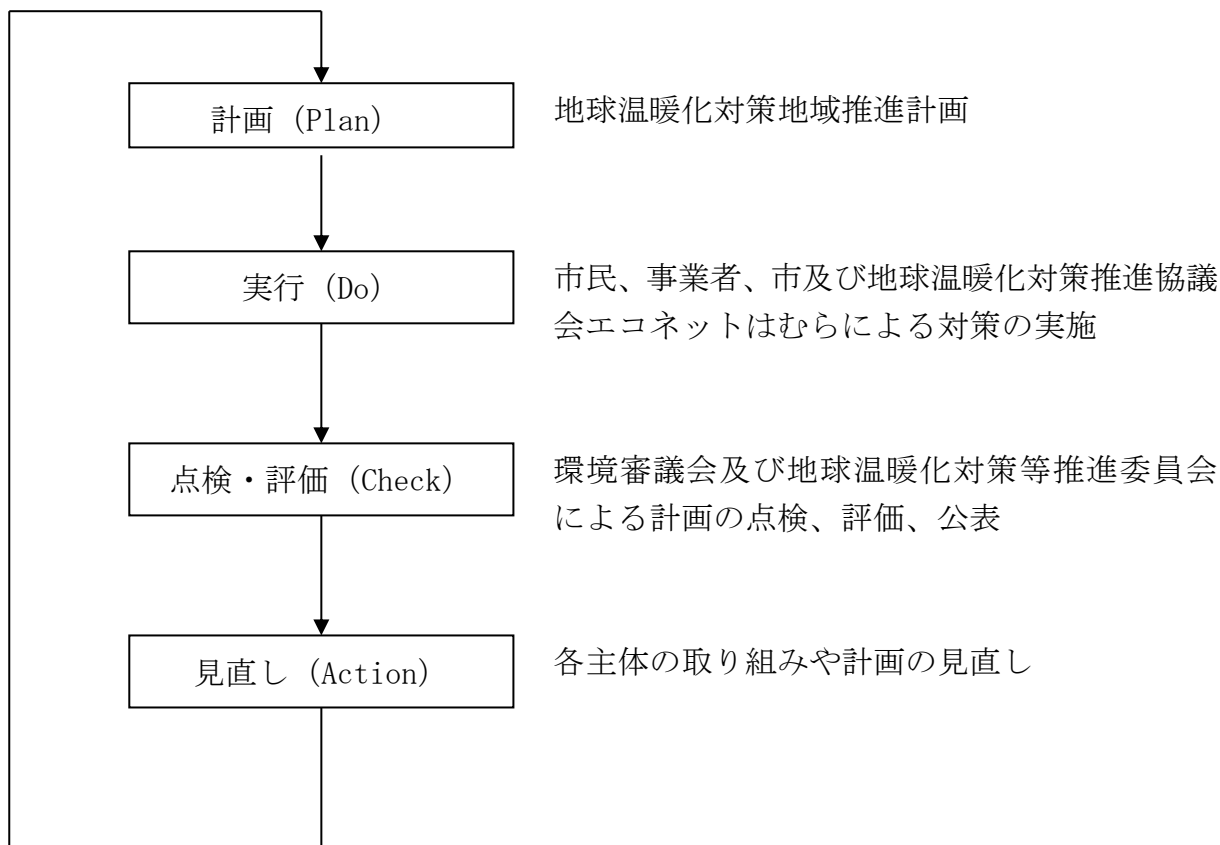 計画 (Plan)
地球温暖化対策地域推進計画
実行 (Do)
市民、事業者、市及び地球温暖化対策推進協議
会エコネットはむらによる対策の実施
点検・評価 (Check)
環境審議会及び地球温暖化対策等推進委員会
による計画の点検、評価、公表
見直し (Action)
各主体の取り組みや計画の見直し